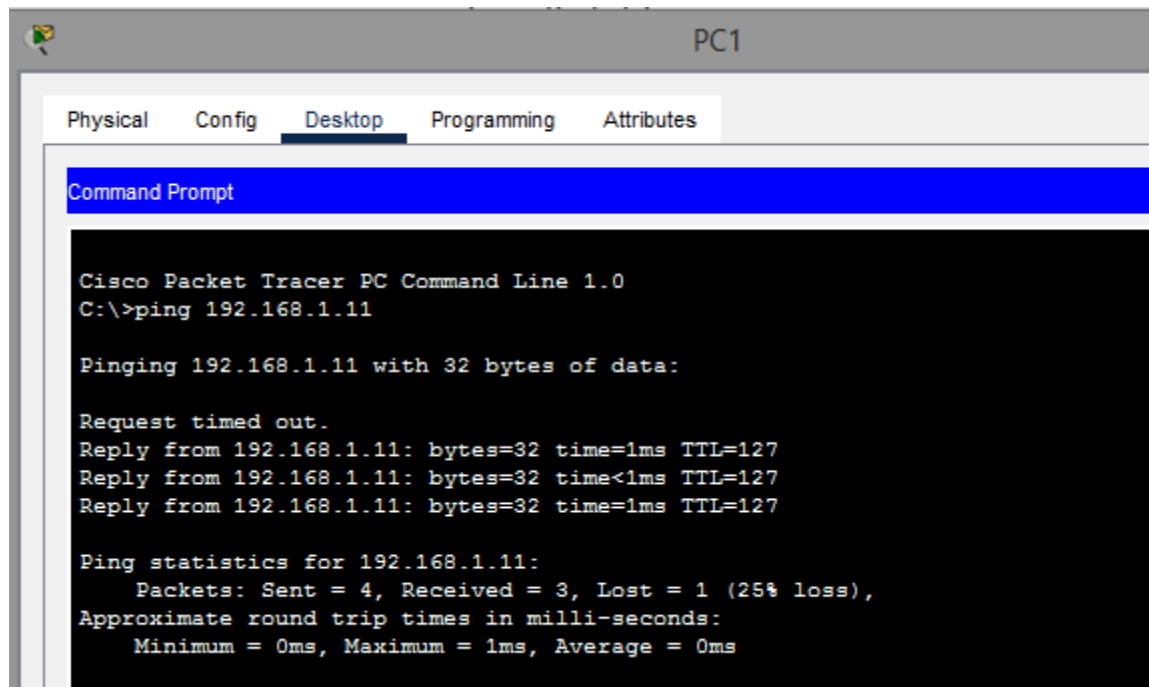 PC1
Physical Config Desktop Programming Attributes
Command Prompt
Cisco Packet Tracer PC Command Line 1.0
C:\>ping 192.168.1.11
Pinging 192.168.1.11 with 32 bytes of data:
Request timed out.
Reply from 192.168.1.11: bytes=32 time=1ms TTL=127
Reply from 192.168.1.11: bytes=32 time<1ms TTL=127
Reply from 192.168.1.11: bytes=32 time=1ms TTL=127
Ping statistics for 192.168.1.11:
Packets: Sent = 4, Received = 3, Lost = 1 (25% loss),
Approximate round trip times in milli-seconds:
Minimum = 0ms, Maximum = 1ms, Average = 0ms